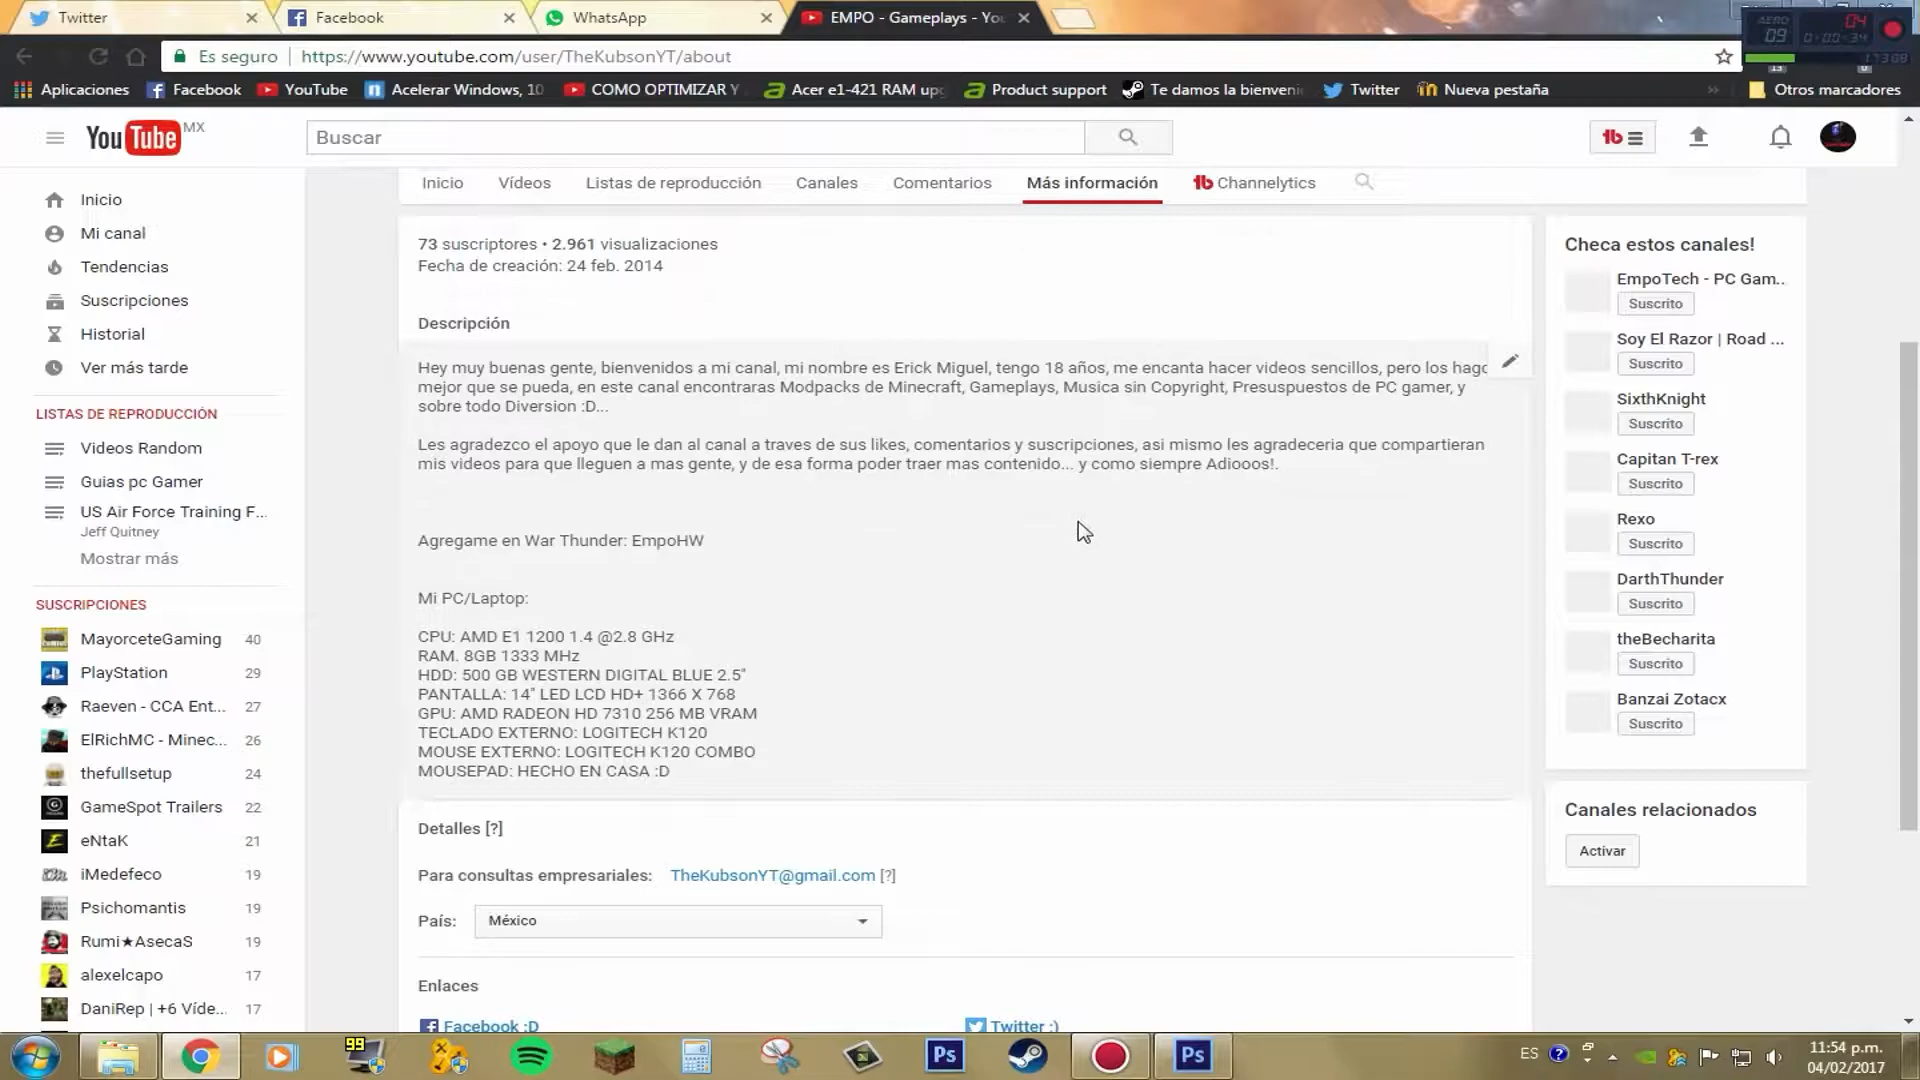 Twitter
Facebook
WhatsApp
EMPO - Gameplays - You
AERO
09
04
Es seguro
https://www.youtube.com/user/TheKubsonYT/about
Aplicaciones
Facebook
YouTube
Acelerar Windows, 10
COMO OPTIMIZAR Y
Acer e1-421 RAM upg
Product support
Te damos la bienveni
Twitter
Nueva pestaña
Otros marcadores
YouTube MX
Buscar
Inicio
Vídeos
Listas de reproducción
Canales
Comentarios
Más información
Channelytics
Inicio
Mi canal
Tendencias
Suscripciones
Historial
Ver más tarde
LISTAS DE REPRODUCCIÓN
Videos Random
Guias pc Gamer
US Air Force Training F...
Jeff Quitney
Mostrar más
SUSCRIPCIONES
MayorceteGaming 40
PlayStation 29
Raeven - CCA Ent... 27
ElRichMC - Minec... 26
thefullsetup 24
GameSpot Trailers 22
eNtaK 21
iMedefeco 19
Psichomantis 19
Rumi★AsecaS 19
alexelcapo 17
DaniRep | +6 Víde... 17
73 suscriptores • 2.961 visualizaciones
Fecha de creación: 24 feb. 2014
Descripción
Hey muy buenas gente, bienvenidos a mi canal, mi nombre es Erick Miguel, tengo 18 años, me encanta hacer videos sencillos, pero los hago
mejor que se pueda, en este canal encontraras Modpacks de Minecraft, Gameplays, Musica sin Copyright, Presuspuestos de PC gamer, y
sobre todo Diversion :D...
Les agradezco el apoyo que le dan al canal a traves de sus likes, comentarios y suscripciones, asi mismo les agradeceria que compartieran
mis videos para que lleguen a mas gente, y de esa forma poder traer mas contenido... y como siempre Adiooos!.
Agregame en War Thunder: EmpoHW
Mi PC/Laptop:
CPU: AMD E1 1200 1.4 @2.8 GHz
RAM. 8GB 1333 MHz
HDD: 500 GB WESTERN DIGITAL BLUE 2.5"
PANTALLA: 14" LED LCD HD+ 1366 X 768
GPU: AMD RADEON HD 7310 256 MB VRAM
TECLADO EXTERNO: LOGITECH K120
MOUSE EXTERNO: LOGITECH K120 COMBO
MOUSEPAD: HECHO EN CASA :D
Detalles [?]
Para consultas empresariales: TheKubsonYT@gmail.com [?]
País: México
Enlaces
Facebook :D
Twitter :)
Checa estos canales!
EmpoTech - PC Gam...
Suscrito
Soy El Razor | Road ...
Suscrito
SixthKnight
Suscrito
Capitan T-rex
Suscrito
Rexo
Suscrito
DarthThunder
Suscrito
theBecharita
Suscrito
Banzai Zotacx
Suscrito
Canales relacionados
Activar
99
Ps
Ps
ES
11:54 p.m.
04/02/2017